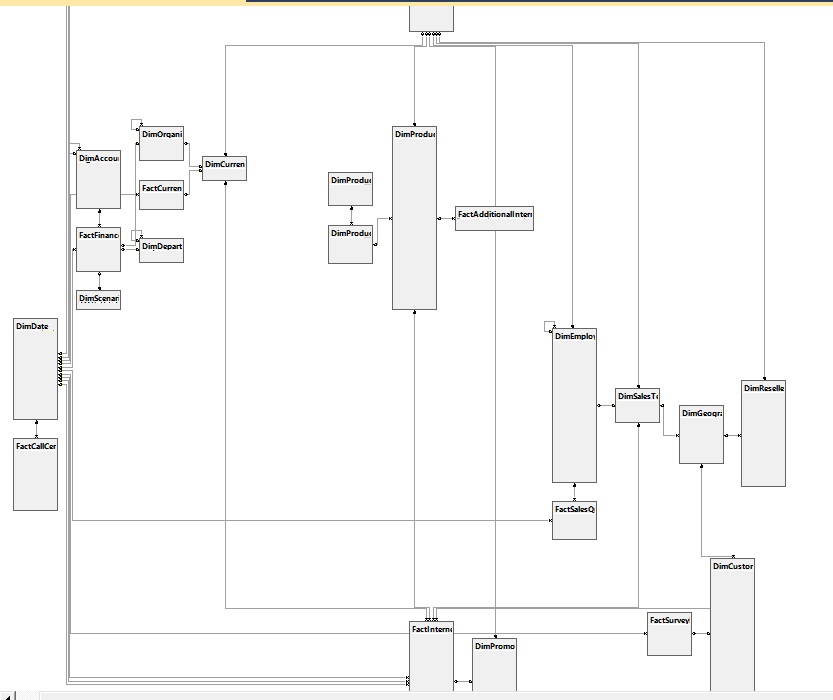 DimOrgani
DimProduc
DimAccou
DimCurren
DimProduc
FactCurren
FactAdditionalIntern
FactFinanc
DimProduc
DimDepart
DimScenar
DimDate
DimEmploy
DimReselle
DimSalesTe
DimGeogra
FactCallCer
FactSalesQ
DimCustor
FactSurvey
FactIntern
DimPromo